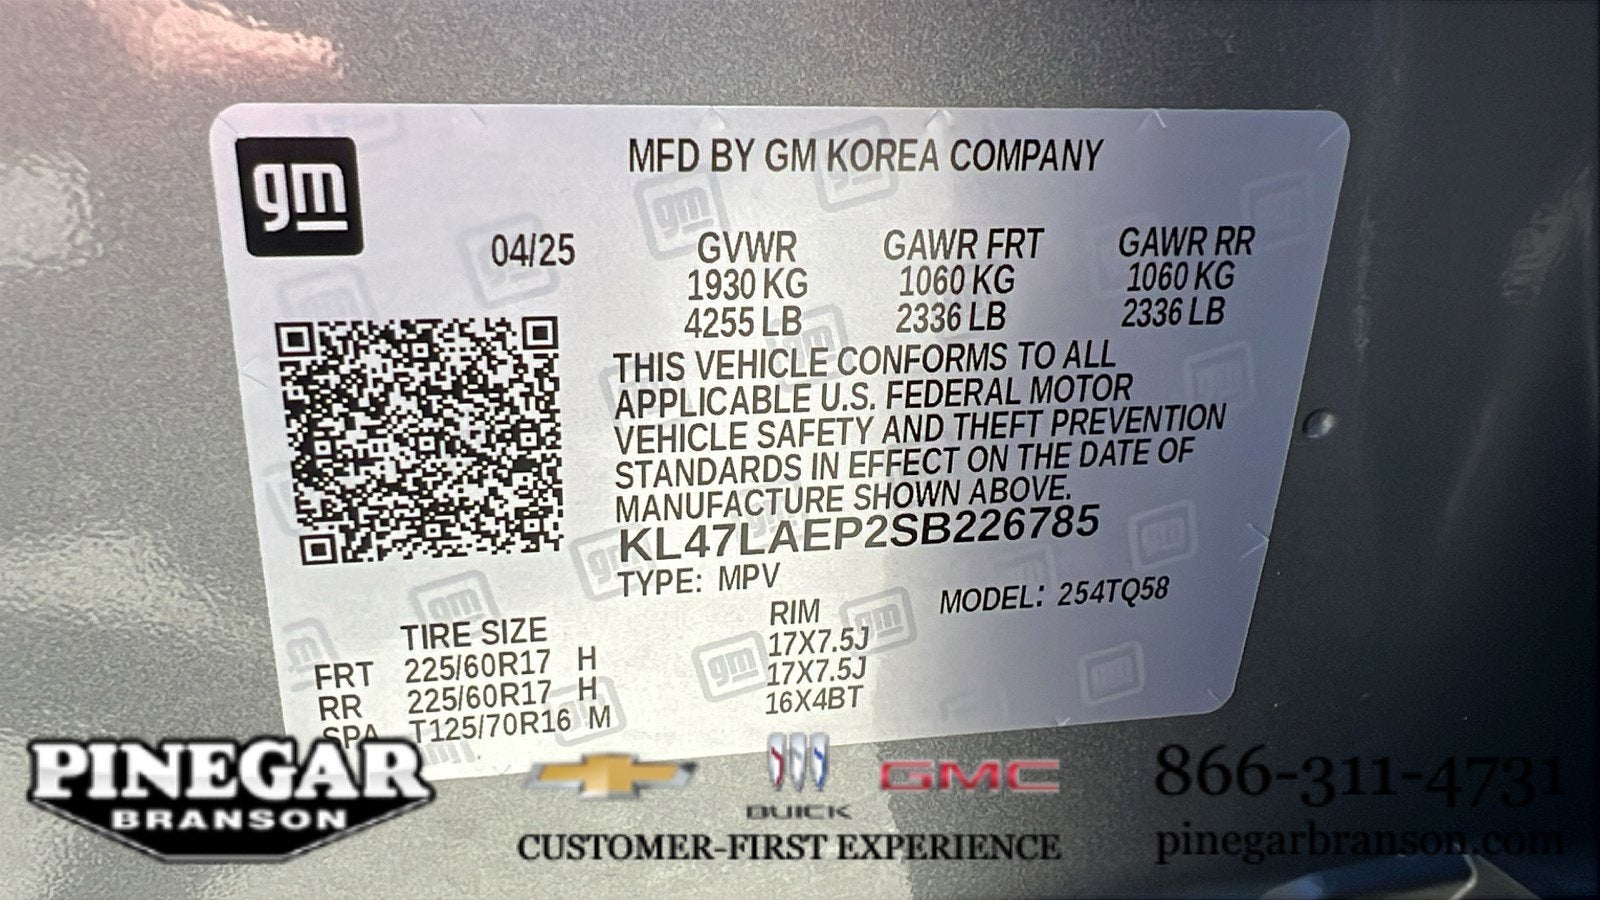 gm
MFD BY GM KOREA COMPANY
04/25
GVWR GAWR FRT GAWR RR
1930 KG 1060 KG 1060 KG
4255 LB 2336 LB 2336 LB
THIS VEHICLE CONFORMS TO ALL
APPLICABLE U.S. FEDERAL MOTOR
VEHICLE SAFETY AND THEFT PREVENTION
STANDARDS IN EFFECT ON THE DATE OF
MANUFACTURE SHOWN ABOVE.
KL47LAEP2SB226785
TYPE: MPV MODEL: 254TQ58
TIRE SIZE RIM
FRT 225/60R17 H 17X7.5J
RR 225/60R17 H 17X7.5J
SPA T125/70R16 M 16X4BT
PINEGAR
BRANSON
BUICK
GMC
CUSTOMER-FIRST EXPERIENCE
866-311-4731
pinegarbranson.com